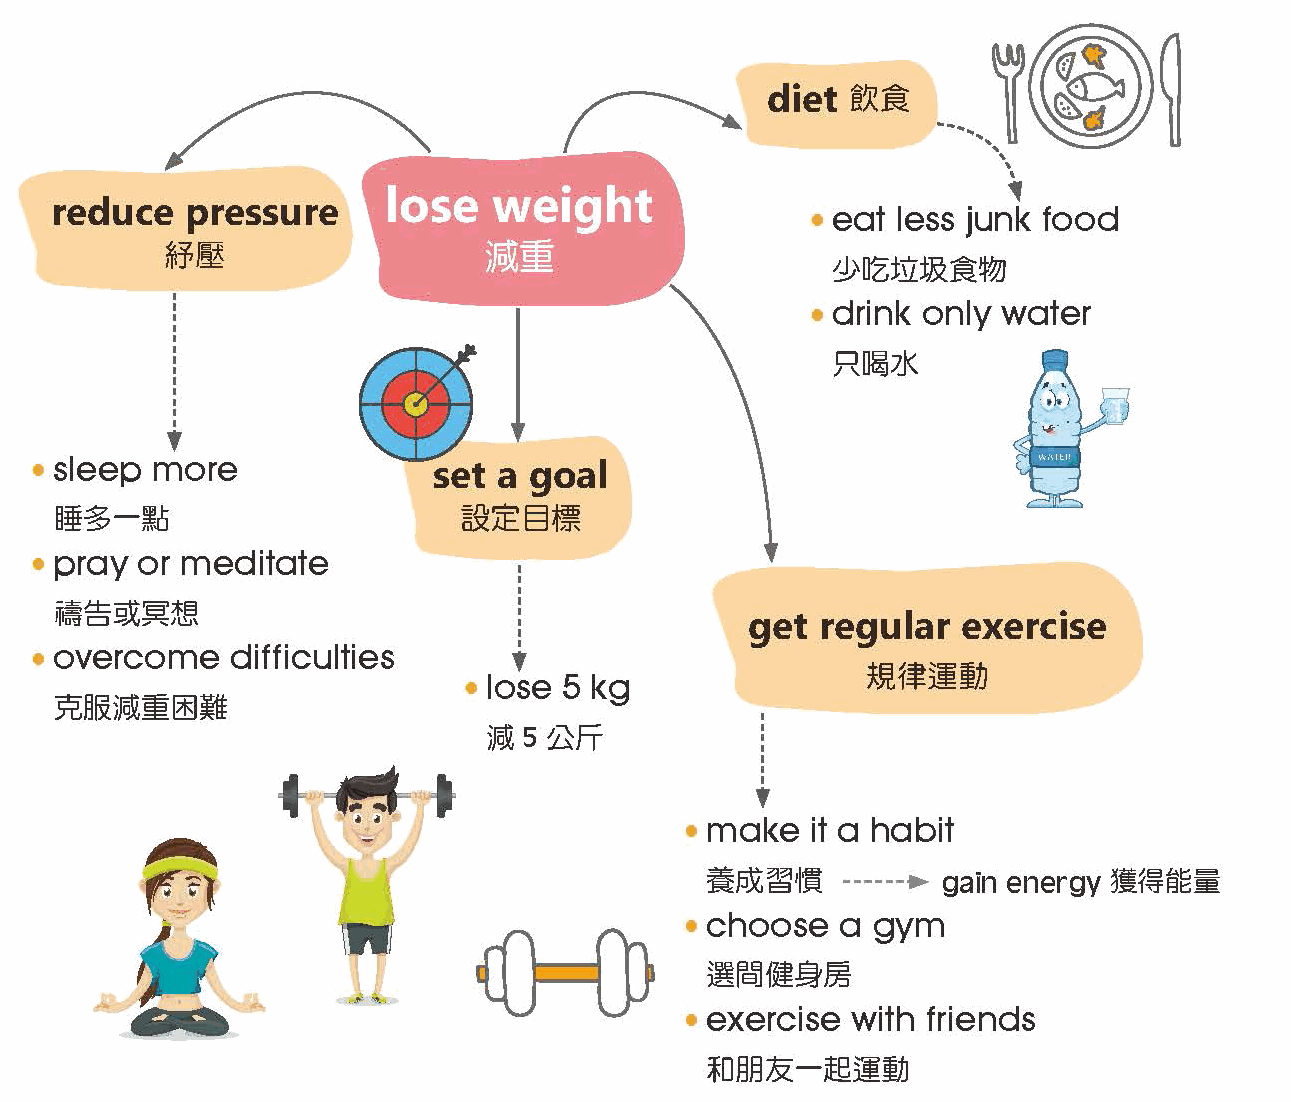 lose weight
減重
reduce pressure
紓壓
• sleep more
睡多一點
• pray or meditate
禱告或冥想
• overcome difficulties
克服減重困難
set a goal
設定目標
• lose 5 kg
減 5 公斤
diet 飲食
• eat less junk food
少吃垃圾食物
• drink only water
只喝水
WATER
get regular exercise
規律運動
• make it a habit
養成習慣 gain energy 獲得能量
• choose a gym
選間健身房
• exercise with friends
和朋友一起運動